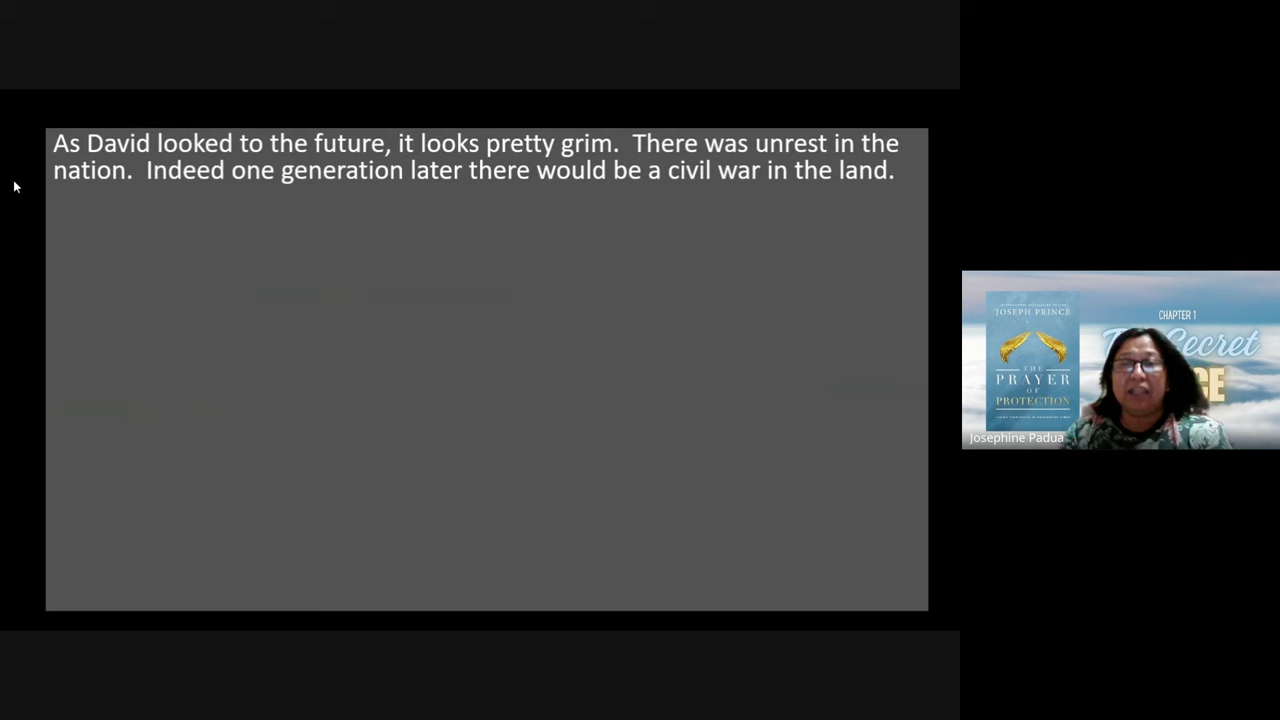 As David looked to the future, it looks pretty grim.  There was unrest in the
nation.  Indeed one generation later there would be a civil war in the land.
JOSEPH PRINCE
THE
PRAYER
OF
PROTECTION
CHAPTER 1
Secret
Josephine Padua